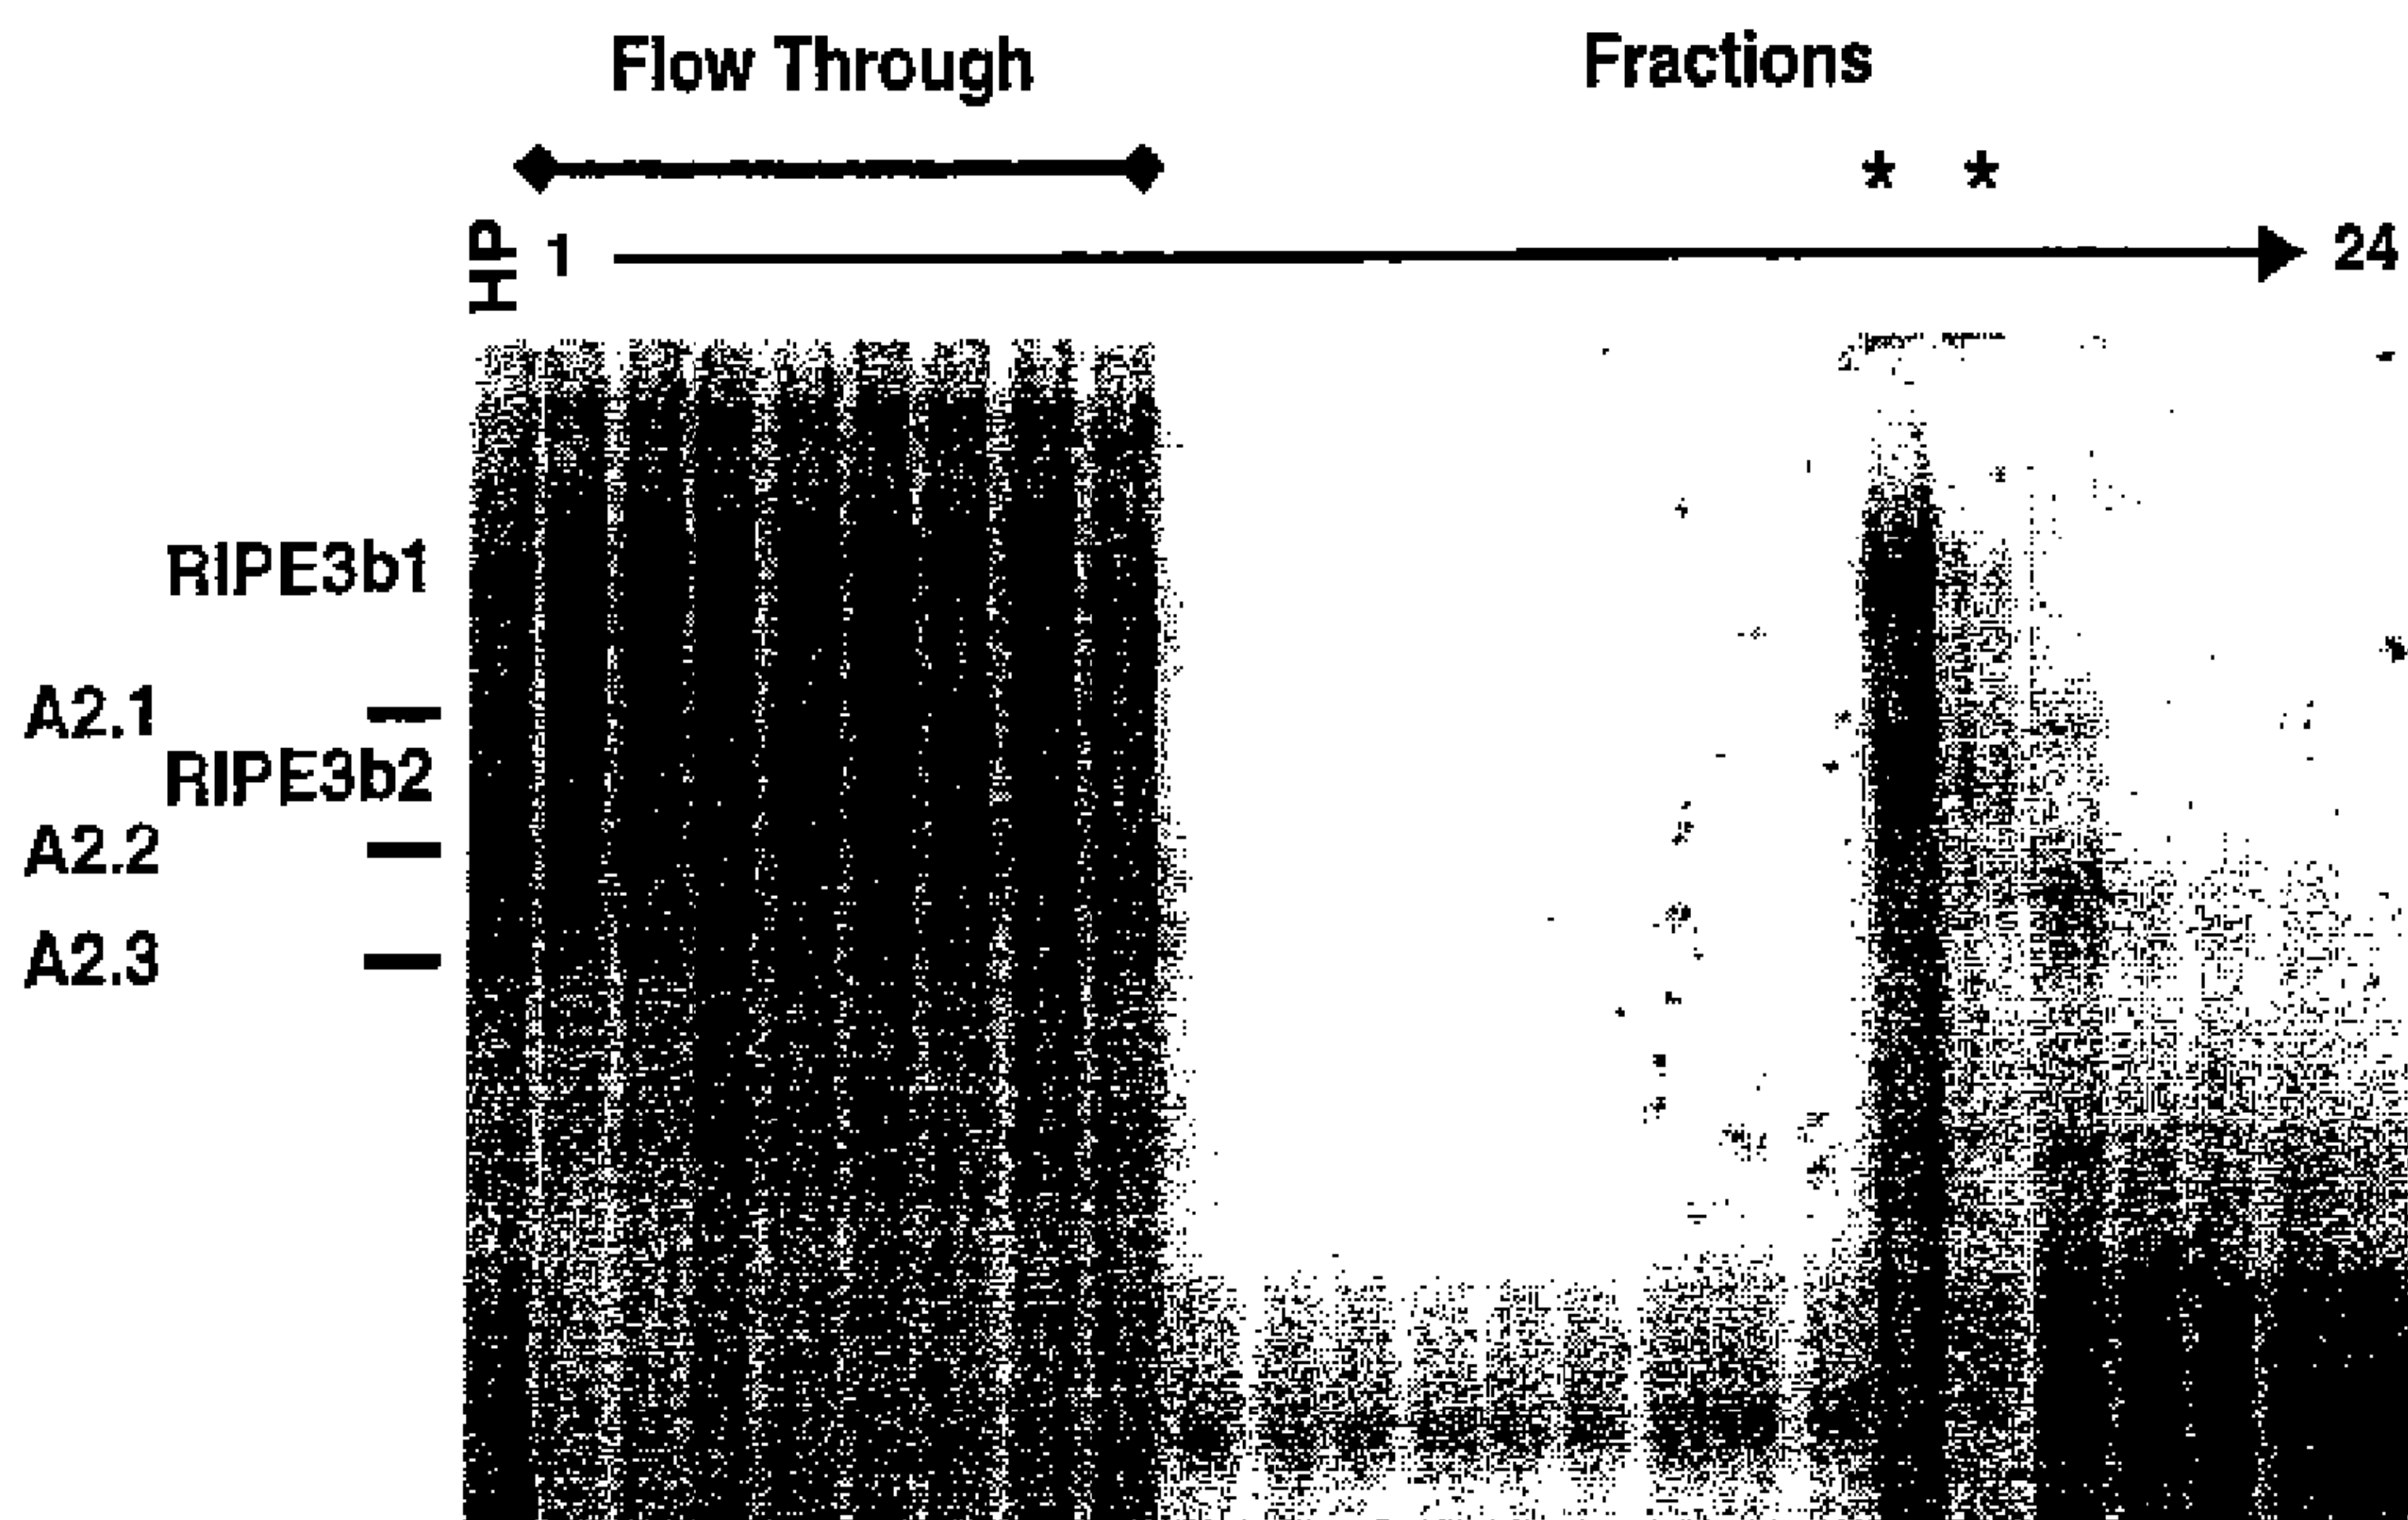 Flow Through Fractions
* *
HP 1 24
RIPE3b1
A2.1
RIPE3b2
A2.2
A2.3